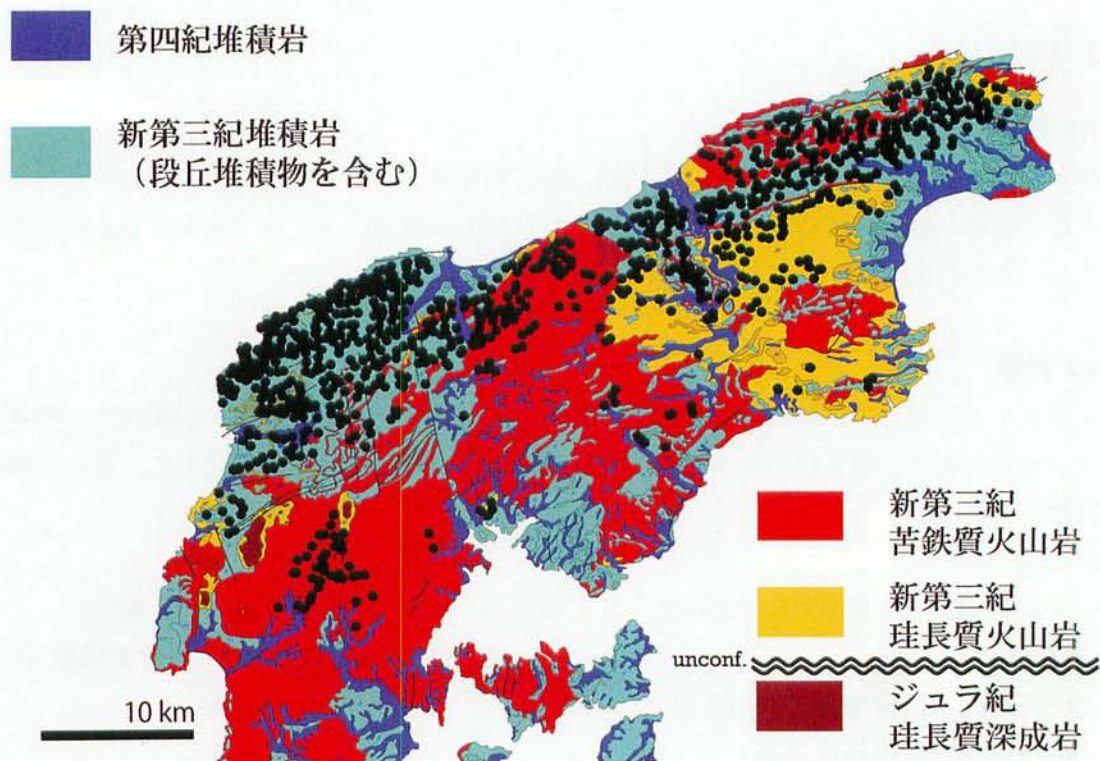 第四紀堆積岩
新第三紀堆積岩
（段丘堆積物を含む）
新第三紀
苦鉄質火山岩
新第三紀
珪長質火山岩
unconf.
ジュラ紀
珪長質深成岩
10 km